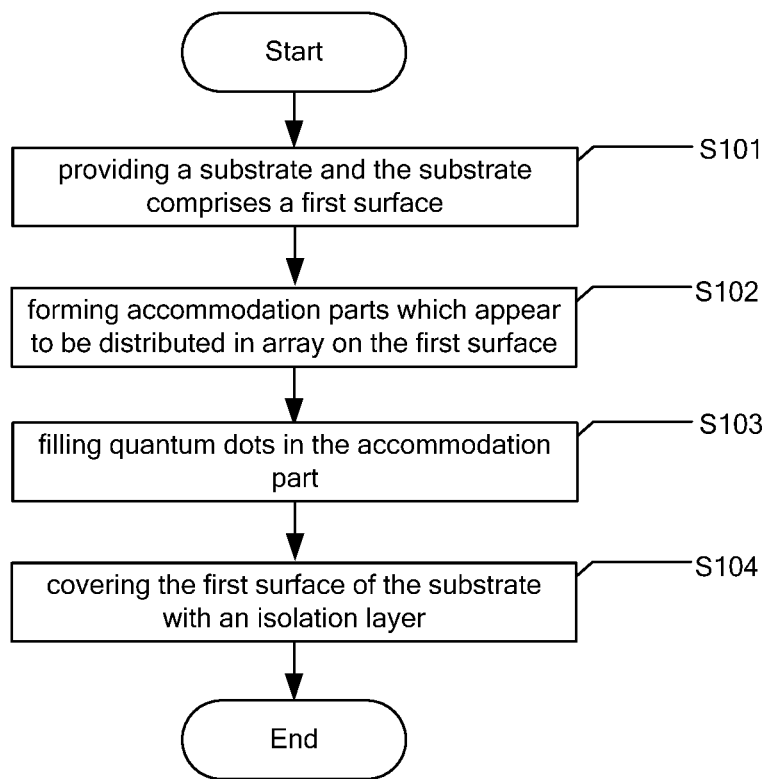 Start
providing a substrate and the substrate
comprises a first surface
S101
forming accommodation parts which appear
to be distributed in array on the first surface
S102
filling quantum dots in the accommodation
part
S103
covering the first surface of the substrate
with an isolation layer
S104
End